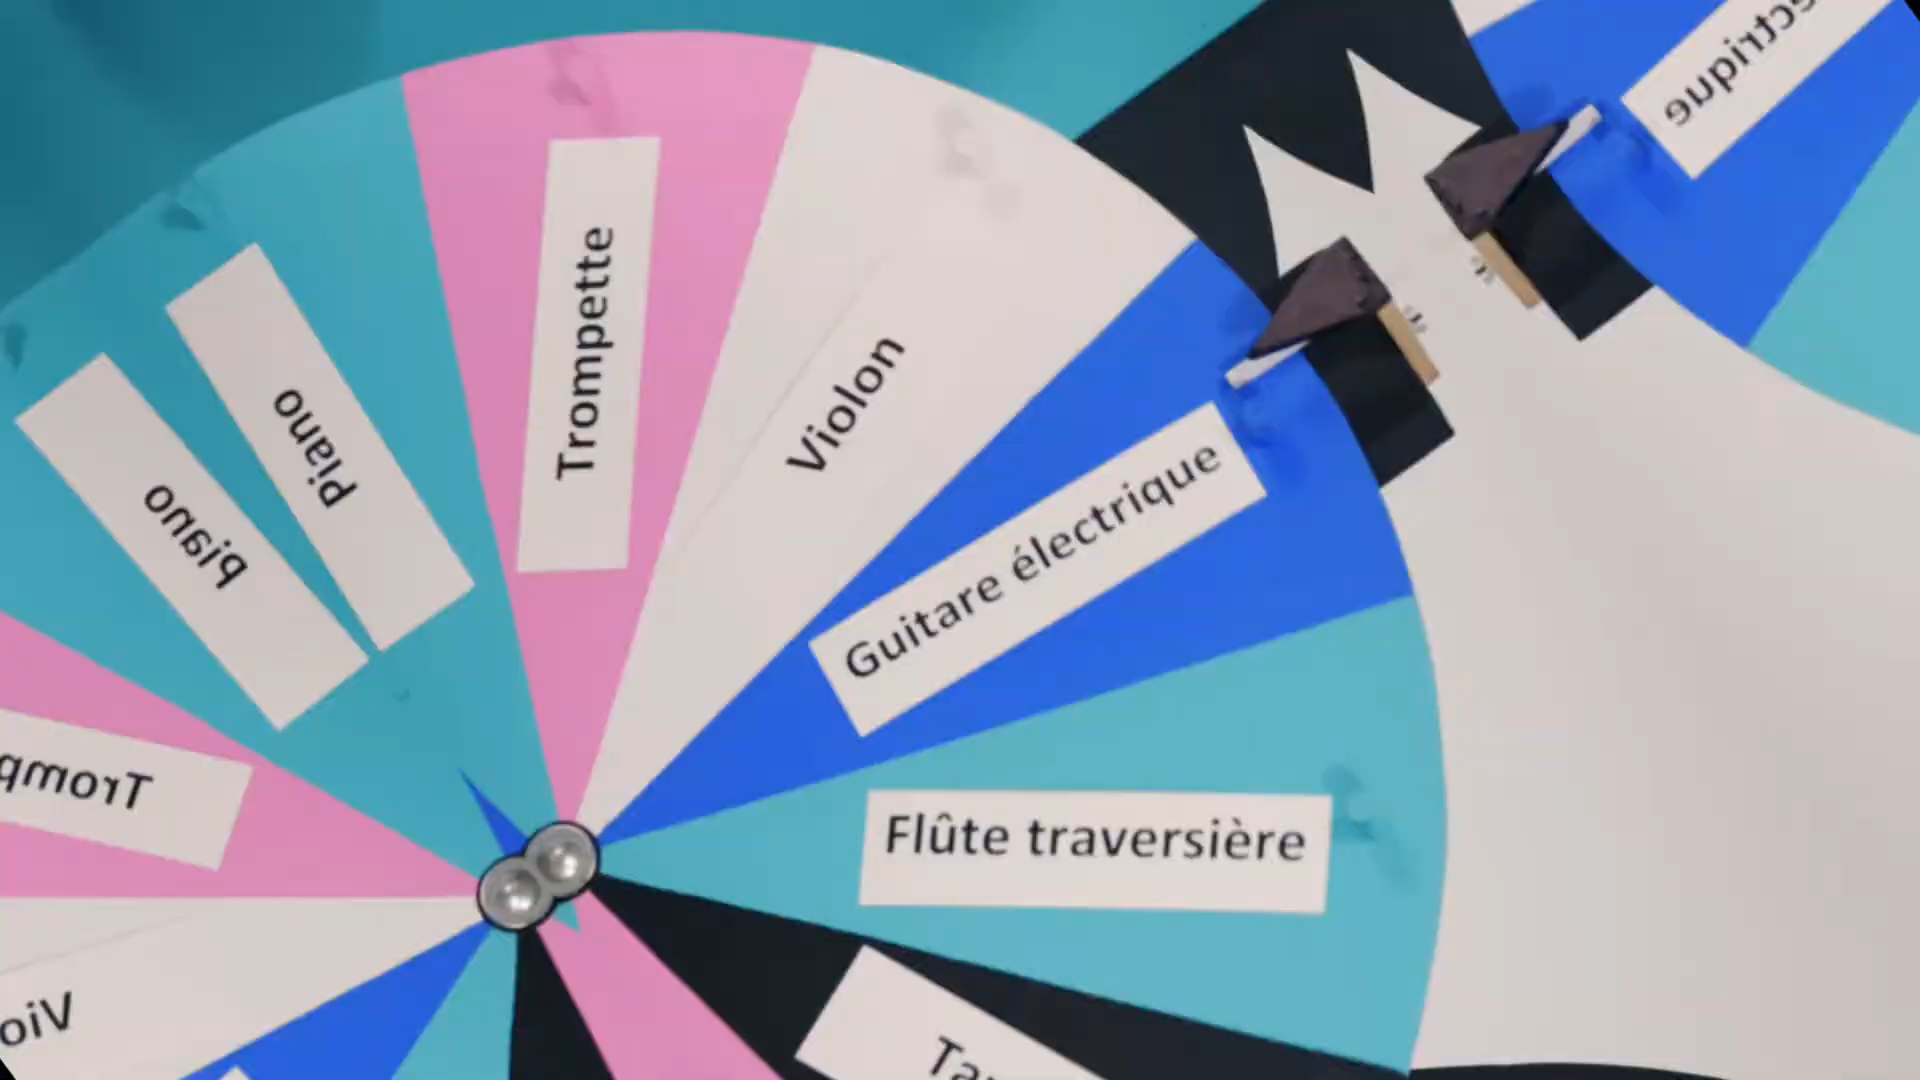 Trompette
Violon
Guitare électrique
Flûte traversière
Piano
Piano